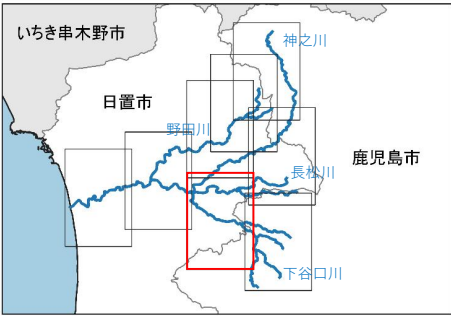 いちき串木野市
神之川
日置市
野田川
鹿児島市
長松川
下谷口川